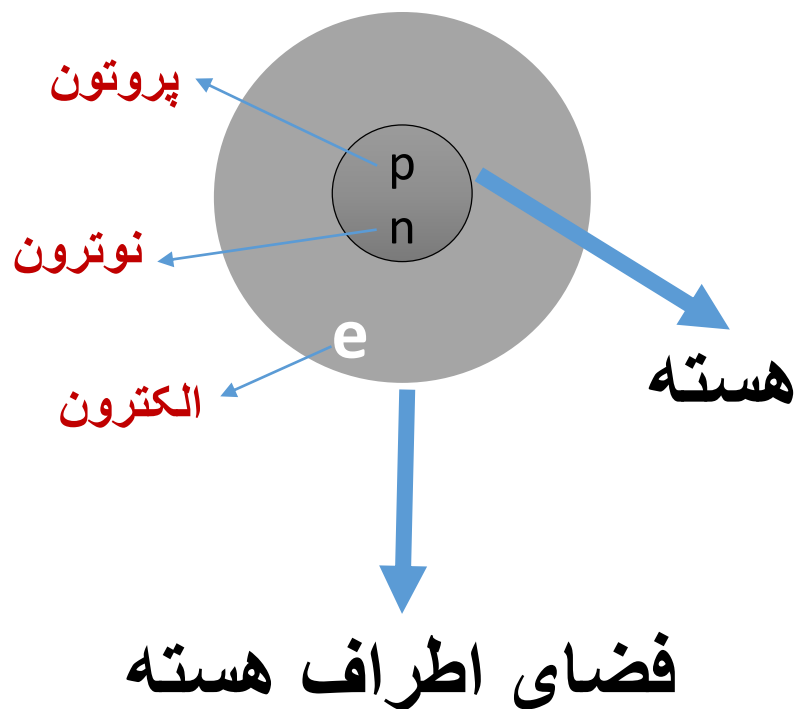 پروتون
p
نوترون
n
e
هسته
الکترون
فضای اطراف هسته